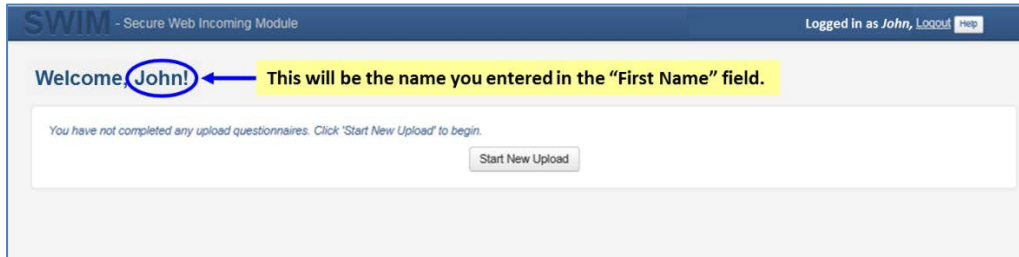 SWIM - Secure Web Incoming Module
Logged in as John, Logout Help
Welcome, John!
This will be the name you entered in the “First Name” field.
You have not completed any upload questionnaires. Click 'Start New Upload' to begin.
Start New Upload